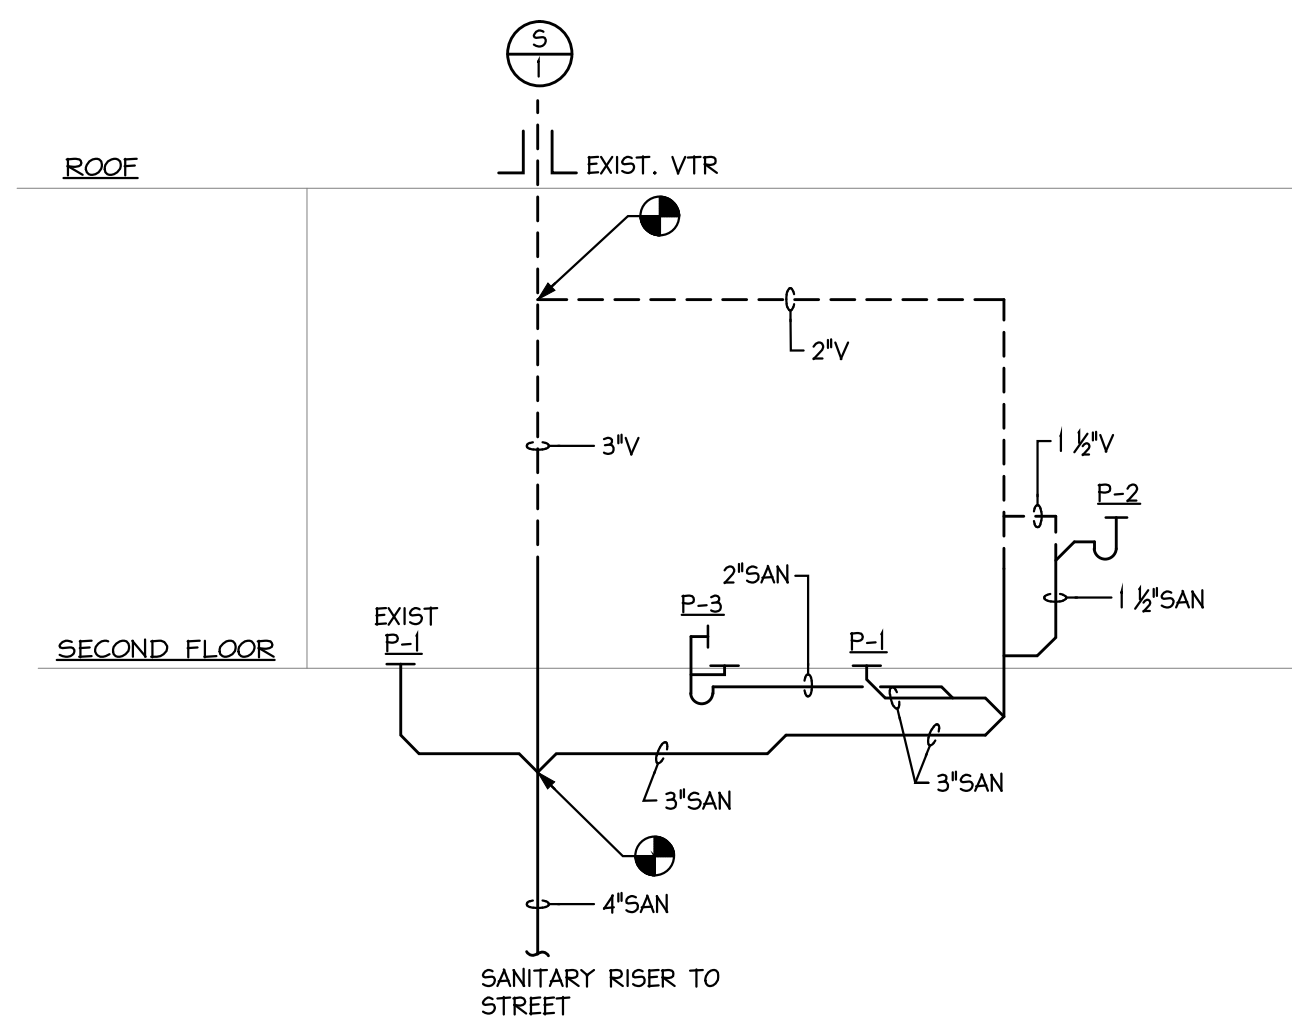 S
1
ROOF
EXIST. VTR
2"V
3"V
1 ½"V
P-2
2"SAN
1 ½"SAN
P-3
EXIST
P-1
P-1
SECOND FLOOR
3"SAN
3"SAN
4"SAN
SANITARY RISER TO
STREET